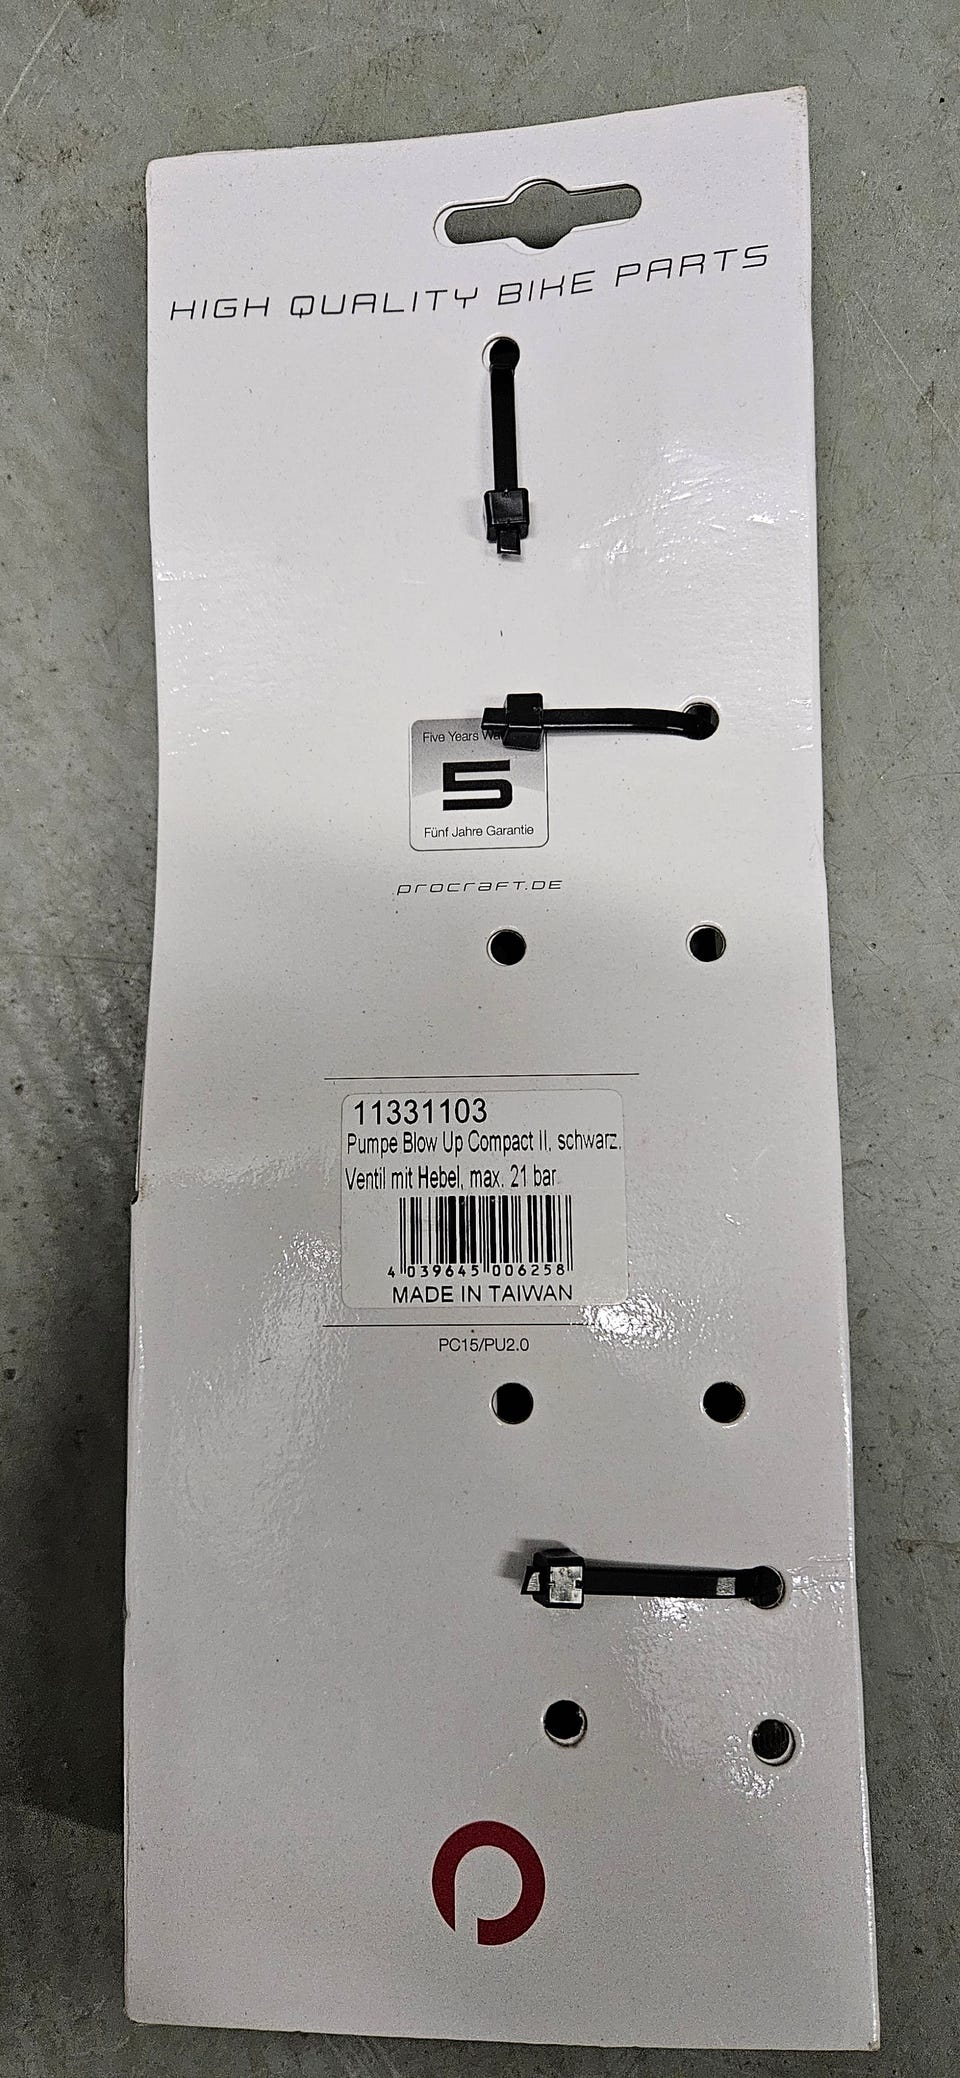 HIGH QUALITY BIKE PARTS
Five Years
5
Fünf Jahre Garantie
procraft.DE
11331103
Pumpe Blow Up Compact II, schwarz,
Ventil mit Hebel, max. 21 bar
4 039645 006258
MADE IN TAIWAN
PC15/PU2.0